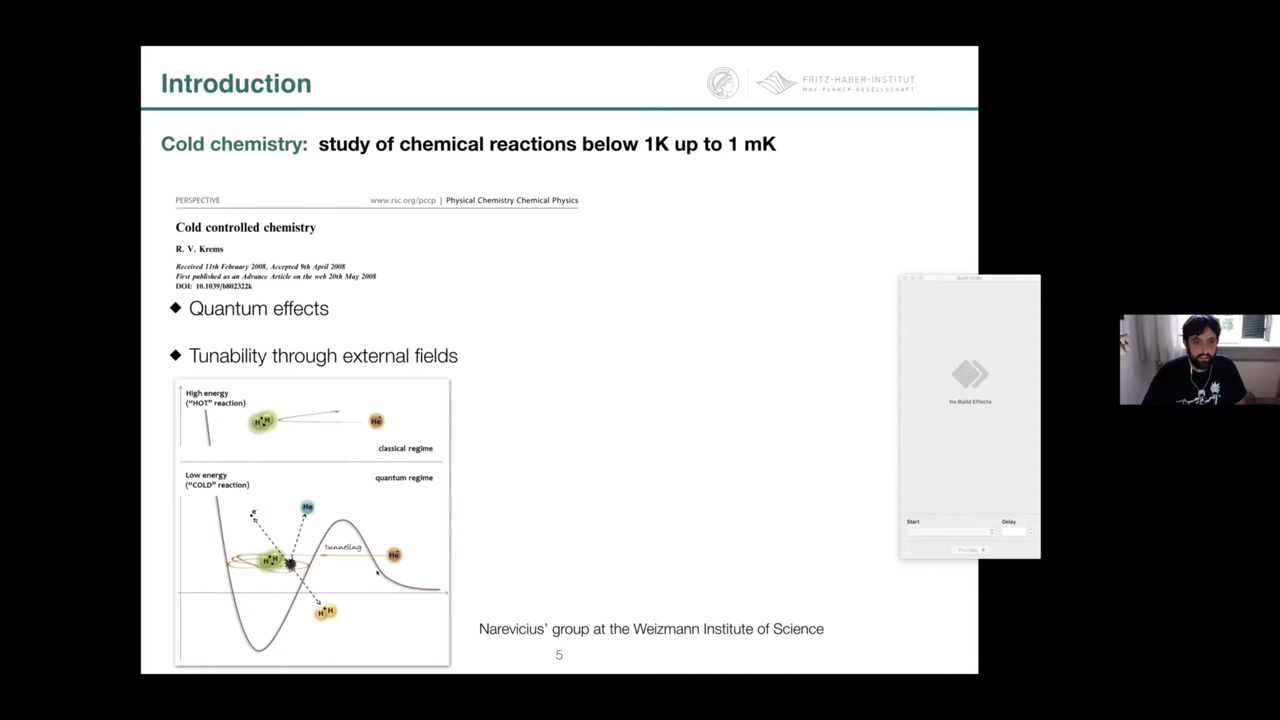 Introduction
FRITZ-HABER-INSTITUT
MAX-PLANCK-GESELLSCHAFT
Cold chemistry: study of chemical reactions below 1K up to 1 mK
PERSPECTIVE www.rsc.org/pccp | Physical Chemistry Chemical Physics
Cold controlled chemistry
R. V. Krems
Received 11th February 2008, Accepted 9th April 2008
First published as an Advance Article on the web 20th May 2008
DOI: 10.1039/b802322k
◆ Quantum effects
◆ Tunability through external fields
High energy
("HOT" reaction)
H H
He
classical regime
Low energy
("COLD" reaction)
quantum regime
e-
He
tunneling
H H
He
H H
Narevicius' group at the Weizmann Institute of Science
5
Build Order
No Build Effects
Start Delay
Preview